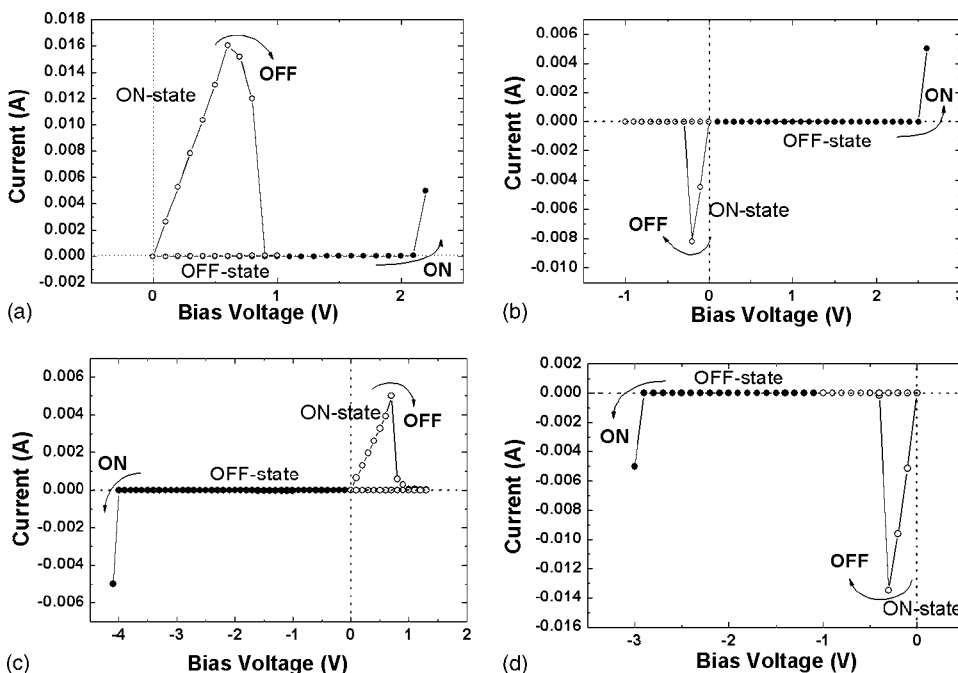 0.018
0.016
0.014
0.012
0.010
0.008
0.006
0.004
0.002
0.000
-0.002
Current (A)
ON-state
OFF
OFF-state
ON
0 1 2
Bias Voltage (V)
(a)
0.006
0.004
0.002
0.000
-0.002
-0.004
-0.006
-0.008
-0.010
Current (A)
ON
OFF-state
ON-state
OFF
-1 0 1 2 3
Bias Voltage (V)
(b)
0.006
0.004
0.002
0.000
-0.002
-0.004
-0.006
Current (A)
ON-state
OFF
ON
OFF-state
-4 -3 -2 -1 0 1 2
Bias Voltage (V)
(c)
0.002
0.000
-0.002
-0.004
-0.006
-0.008
-0.010
-0.012
-0.014
-0.016
Current (A)
OFF-state
ON
OFF
ON-state
-3 -2 -1 0
Bias Voltage (V)
(d)